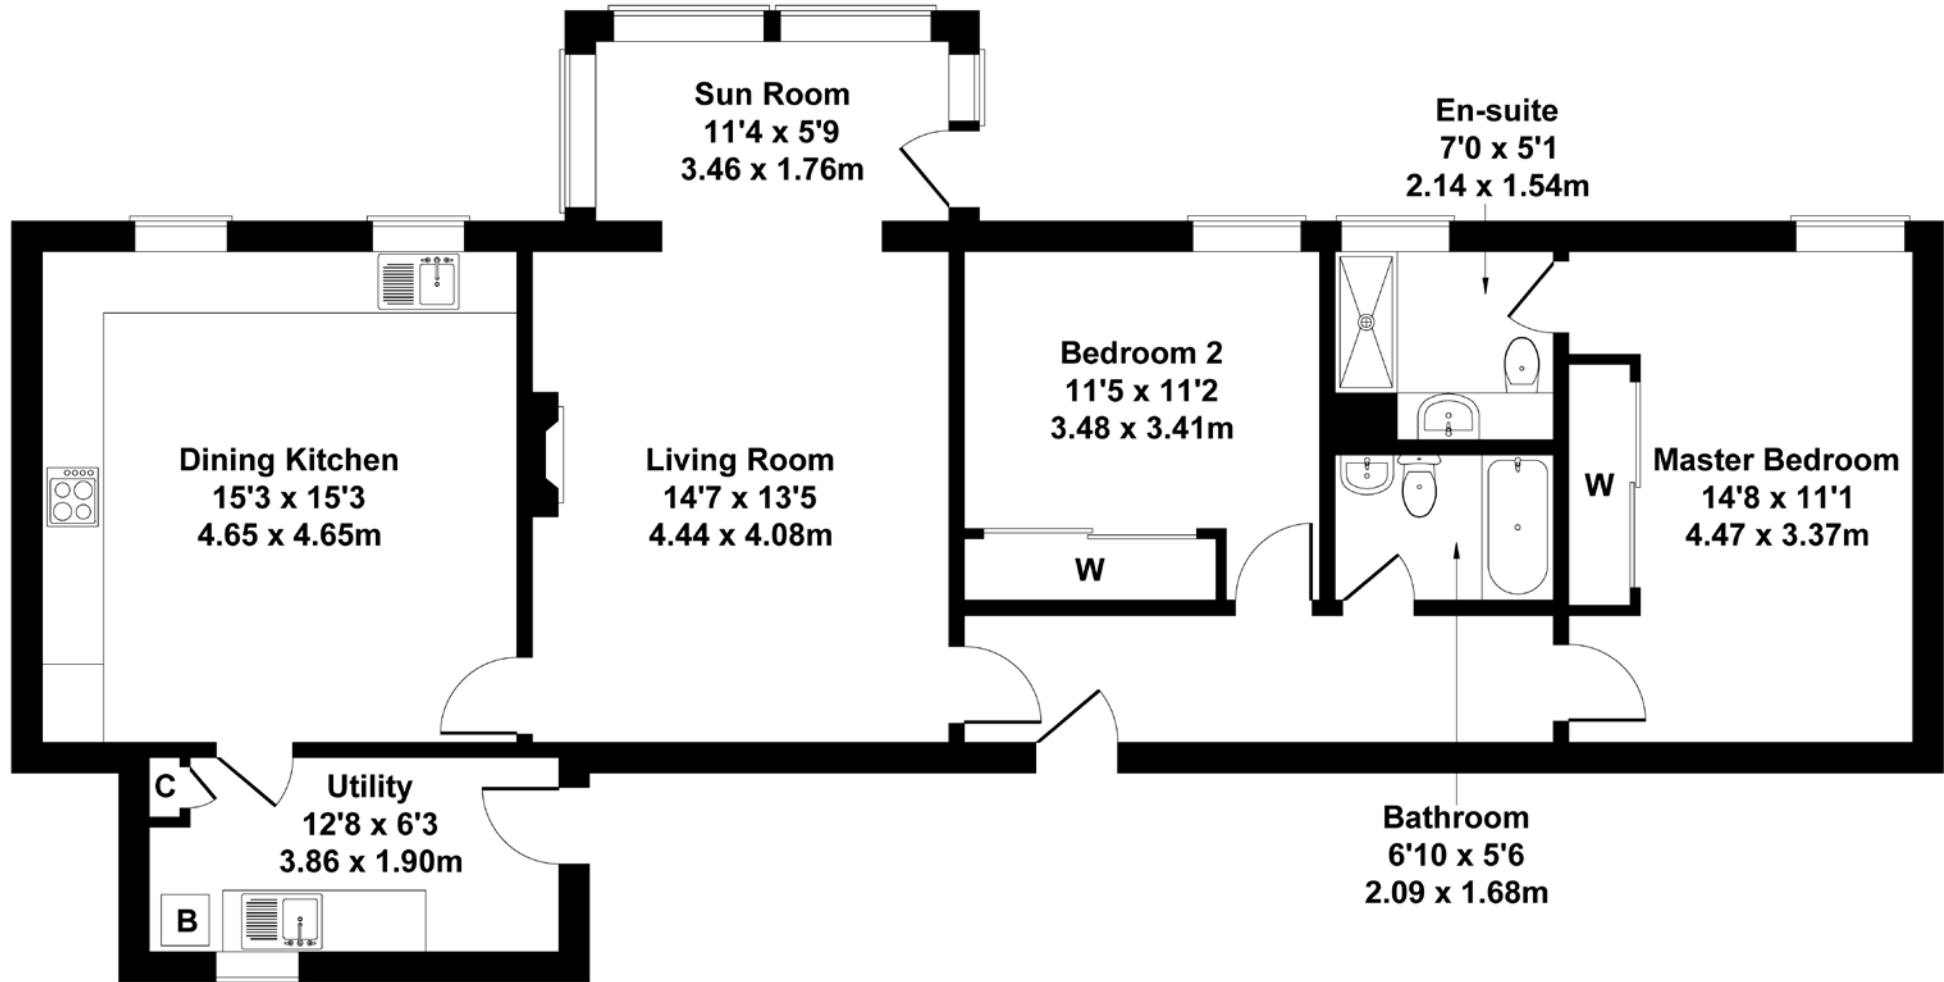 Sun Room
11'4 x 5'9
3.46 x 1.76m
En-suite
7'0 x 5'1
2.14 x 1.54m
Bedroom 2
11'5 x 11'2
3.48 x 3.41m
Dining Kitchen
15'3 x 15'3
4.65 x 4.65m
Living Room
14'7 x 13'5
4.44 x 4.08m
W
W
Master Bedroom
14'8 x 11'1
4.47 x 3.37m
C
Utility
12'8 x 6'3
3.86 x 1.90m
B
Bathroom
6'10 x 5'6
2.09 x 1.68m